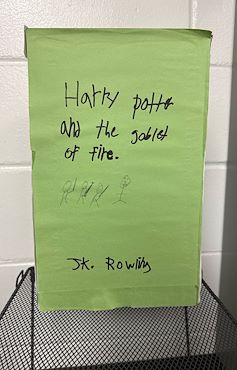 Harry potter
and the goblet
of fire.
J.K. Rowling